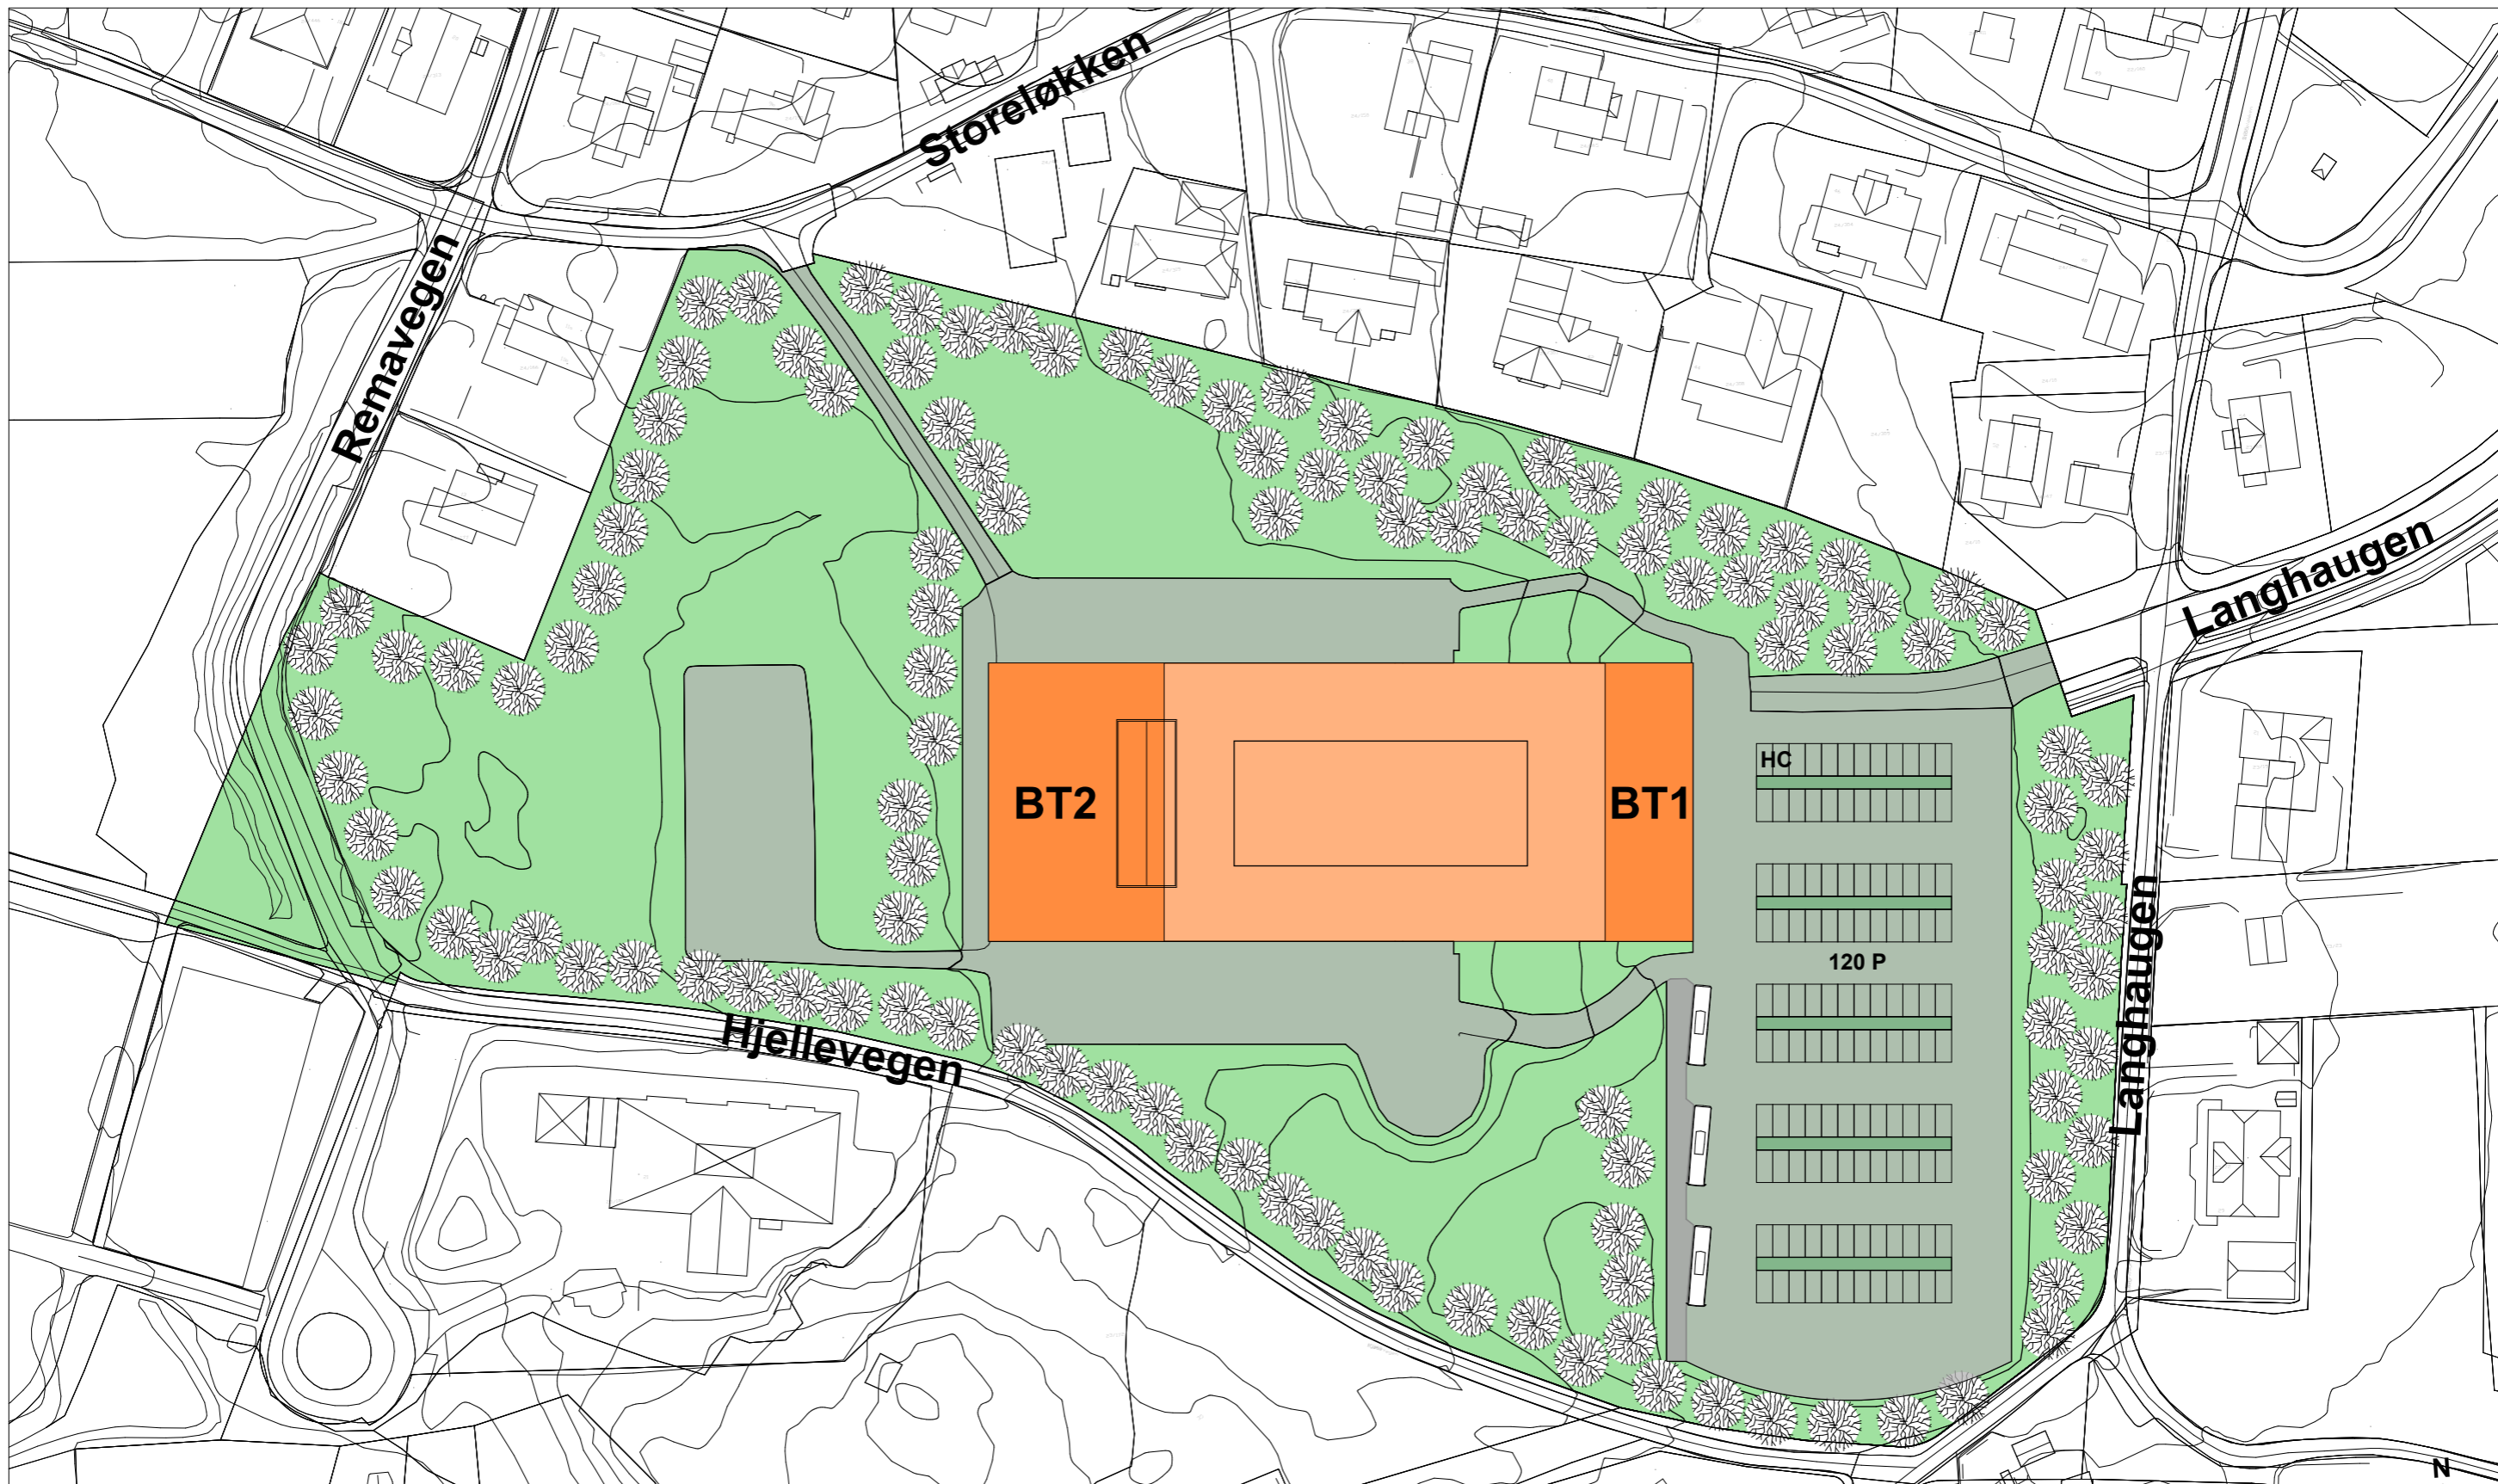 Storeløkken
Remavegen
Langhaugen
HC
BT2
BT1
120 P
Langhaugen
Hjellevegen
N